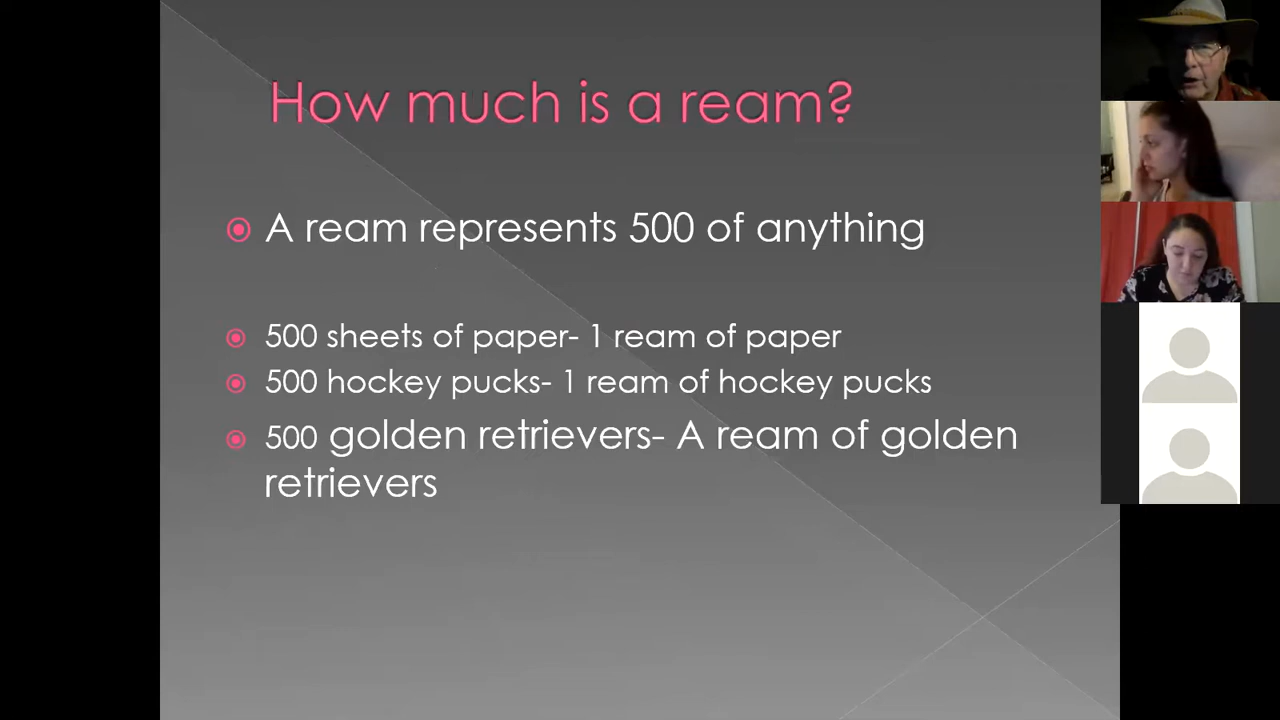 How much is a ream?
A ream represents 500 of anything
500 sheets of paper- 1 ream of paper
500 hockey pucks- 1 ream of hockey pucks
500 golden retrievers- A ream of golden
retrievers